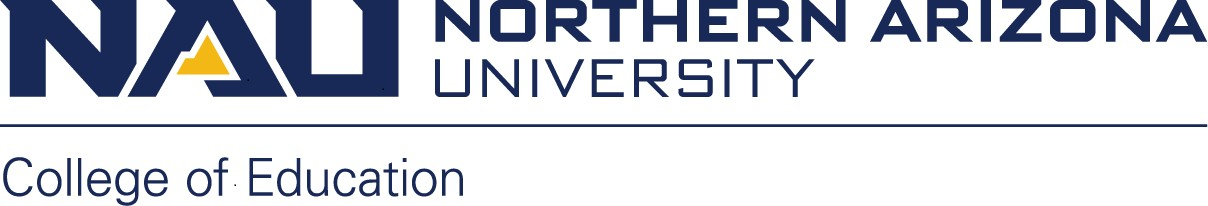 NAU NORTHERN ARIZONA
UNIVERSITY
College of Education